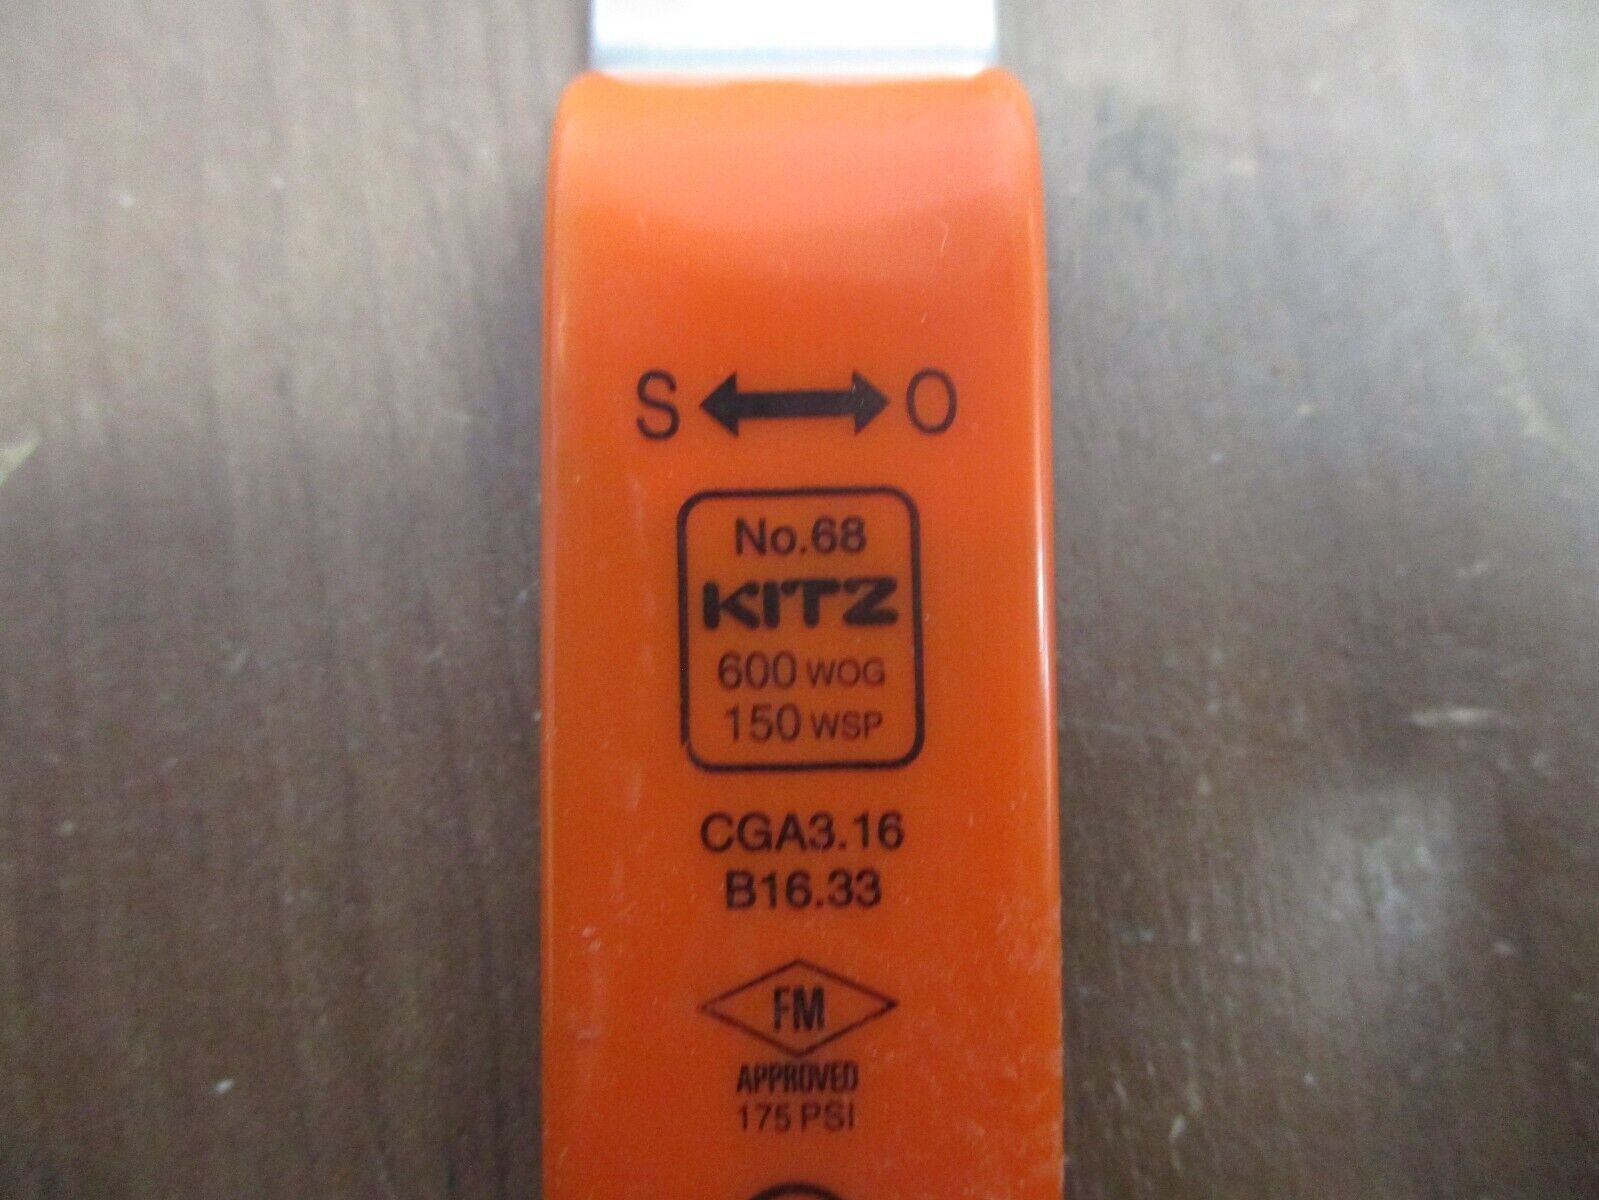 S ↔ O
No.68
KITZ
600 WOG
150 WSP
CGA3.16
B16.33
FM
APPROVED
175 PSI